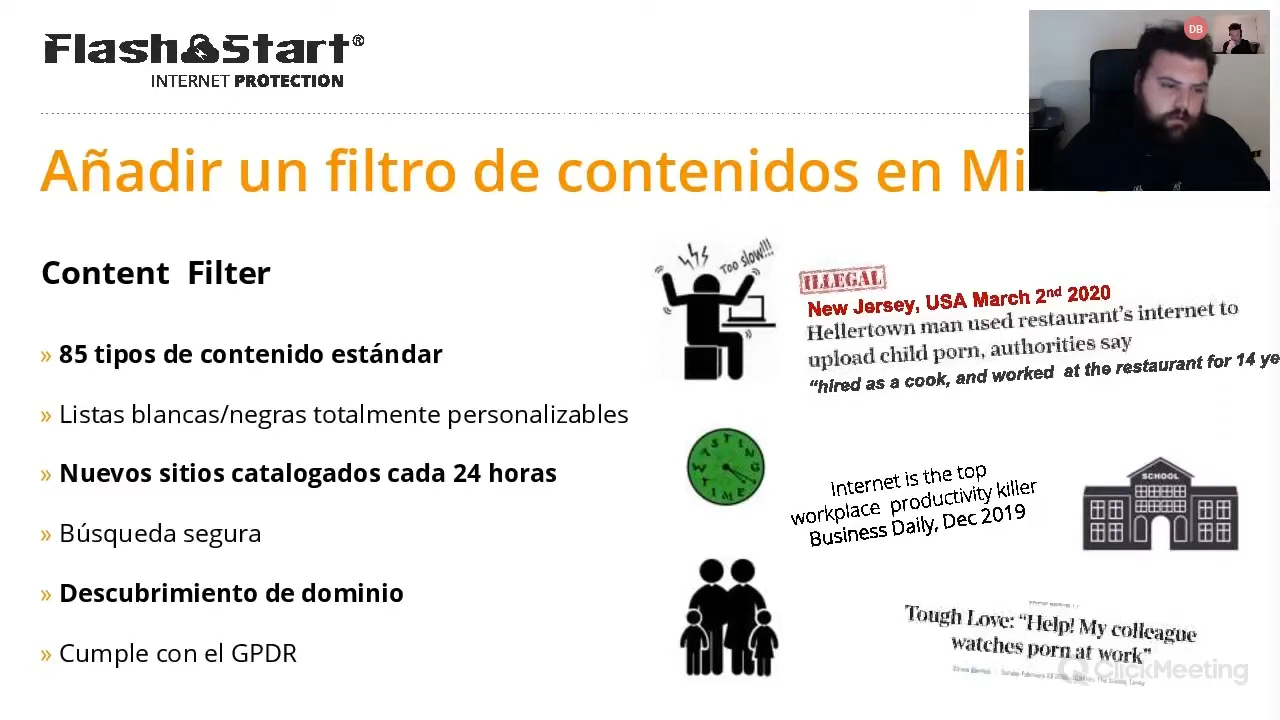 Flash&Start®
INTERNET PROTECTION
DB
Añadir un filtro de contenidos en Mi
Content Filter
» 85 tipos de contenido estándar
» Listas blancas/negras totalmente personalizables
» Nuevos sitios catalogados cada 24 horas
» Búsqueda segura
» Descubrimiento de dominio
» Cumple con el GPDR
TOO SLOW!!!
ILLEGAL
New Jersey, USA March 2nd 2020
Hellertown man used restaurant's internet to
upload child porn, authorities say
“hired as a cook, and worked at the restaurant for 14 ye
WASTING
TIME
Internet is the top
workplace productivity killer
Business Daily, Dec 2019
SCHOOL
Tough Love: “Help! My colleague
watches porn at work”
ClickMeeting